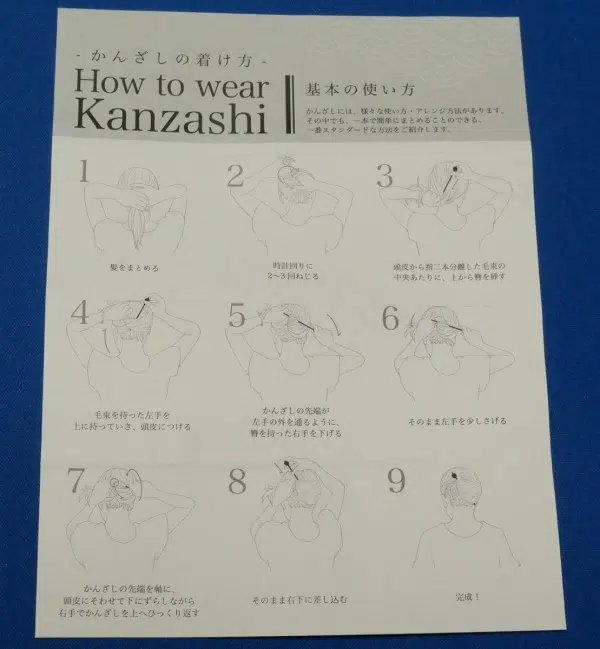 - かんざしの着け方 -
How to wear
Kanzashi
基本の使い方
かんざしには、様々な使い方・アレンジ方法があります。
その中でも、一本で簡単にまとめることのできる、
一番スタンダードな方法をご紹介します。
1
髪をまとめる
2
時計回りに
2〜3回ねじる
3
頭皮から指二本分離した毛束の
中央あたりに、上から簪を挿す
4
毛束を持った左手を
上に持っていき、頭皮につける
5
かんざしの先端が
左手の外を通るように、
簪を持った右手を下げる
6
そのまま左手を少しさげる
7
かんざしの先端を軸に、
頭皮にそわせて下にずらしながら
右手でかんざしを上へひっくり返す
8
そのまま右下に差し込む
9
完成!